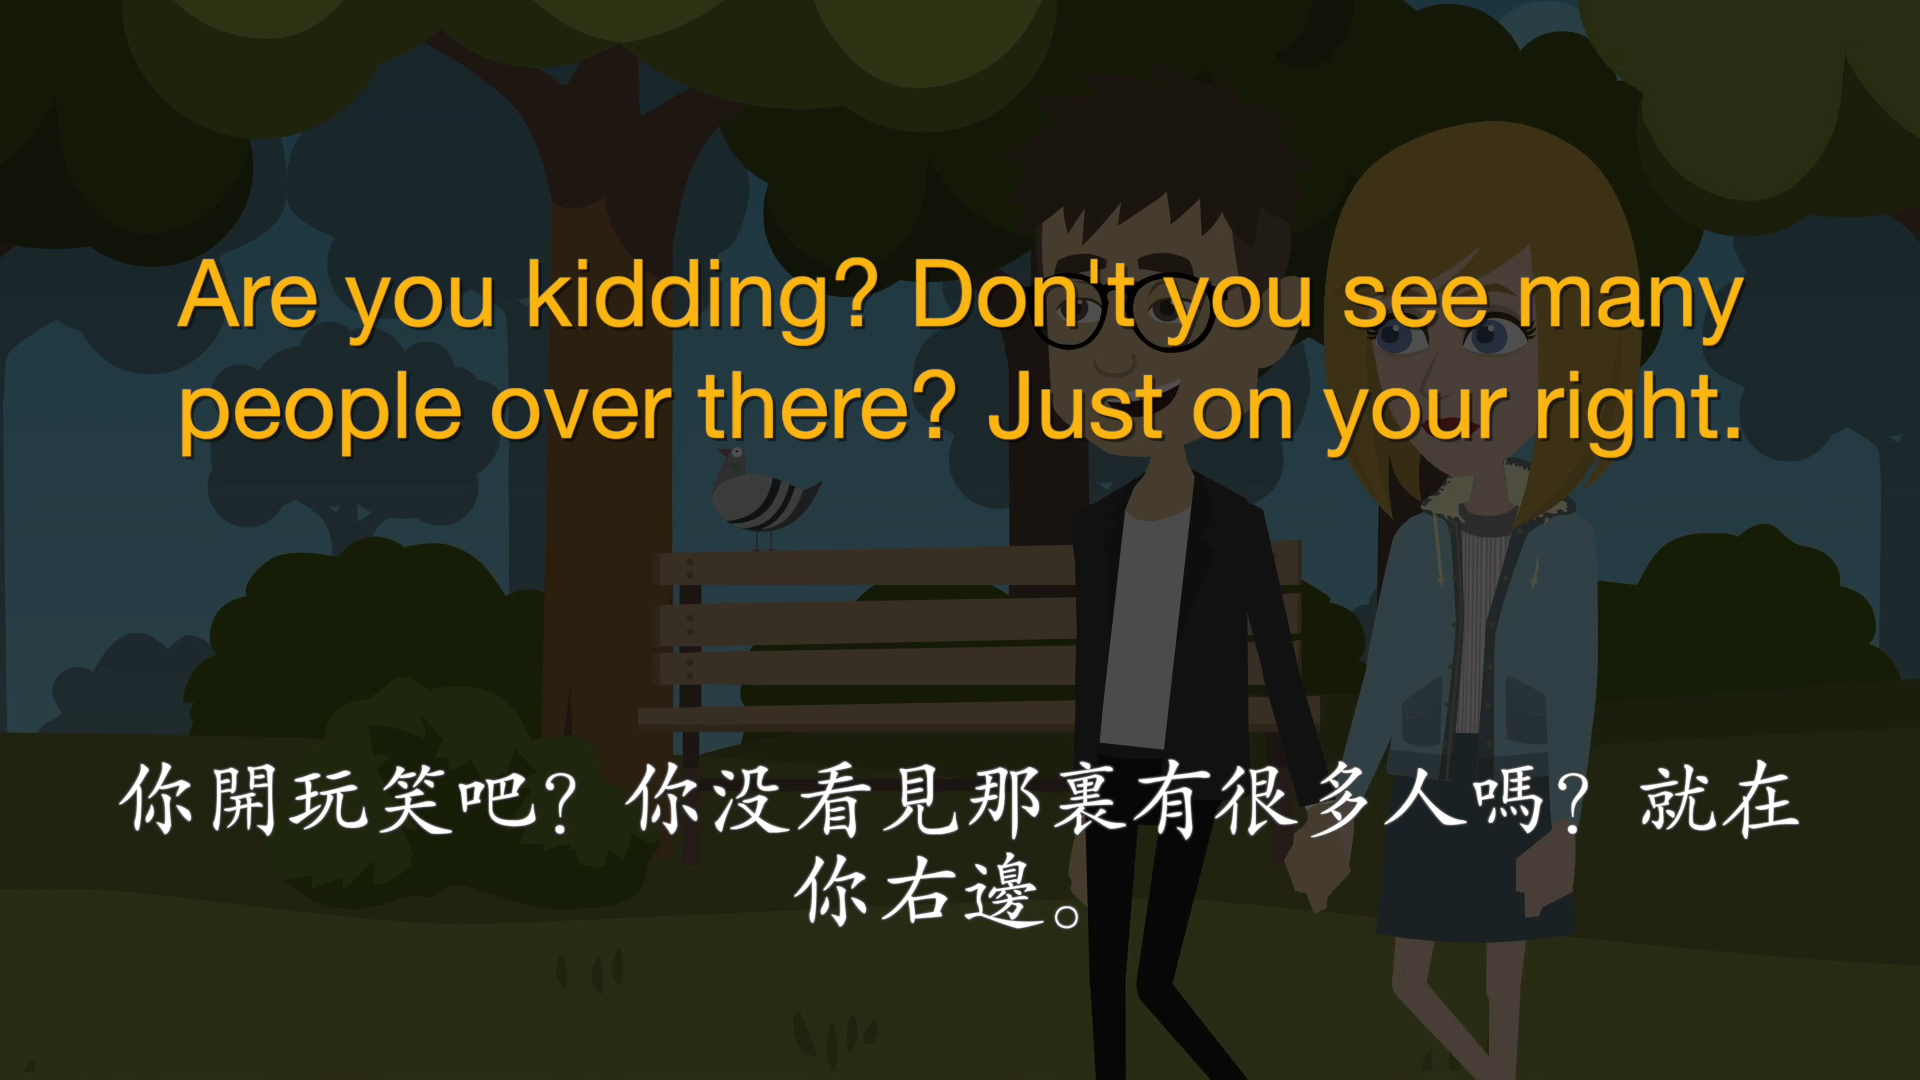 Are you kidding? Don't you see many
people over there? Just on your right.
你開玩笑吧？你没看見那裏有很多人嗎？就在
你右邊。